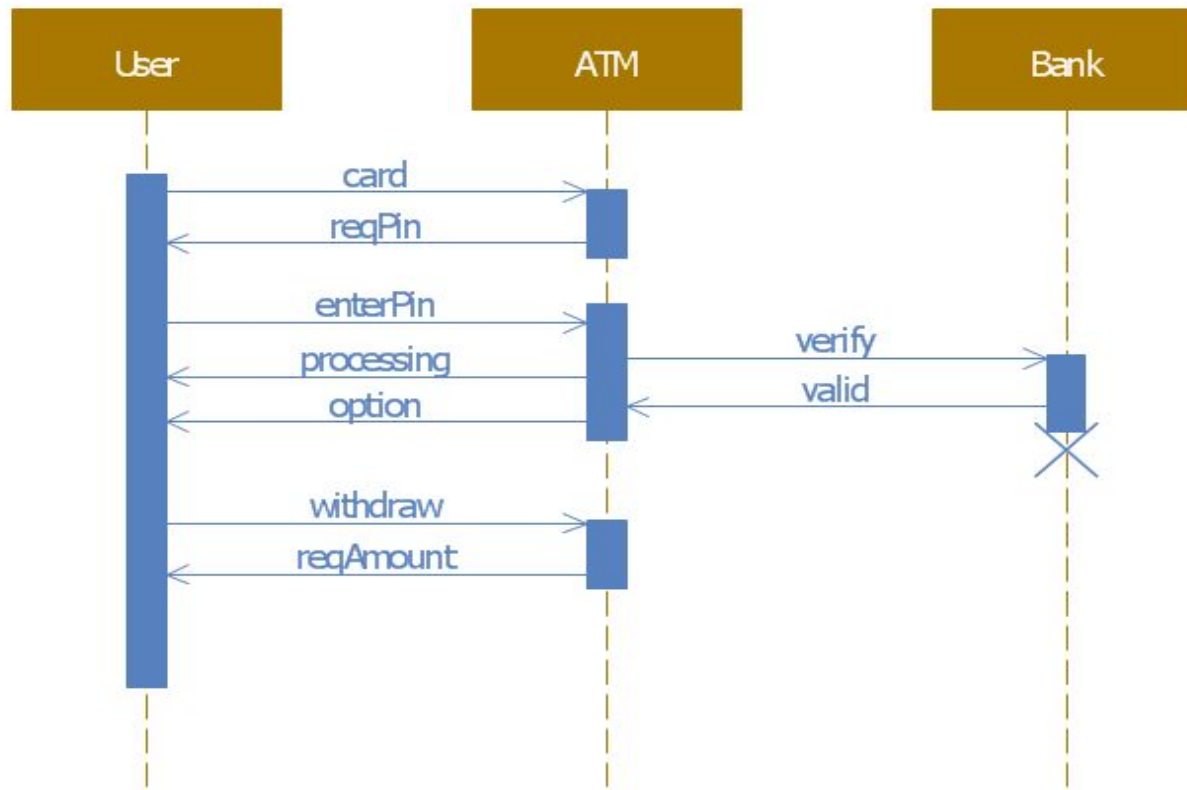 User
ATM
Bank
card
reqPin
enterPin
verify
processing
valid
option
withdraw
reqAmount